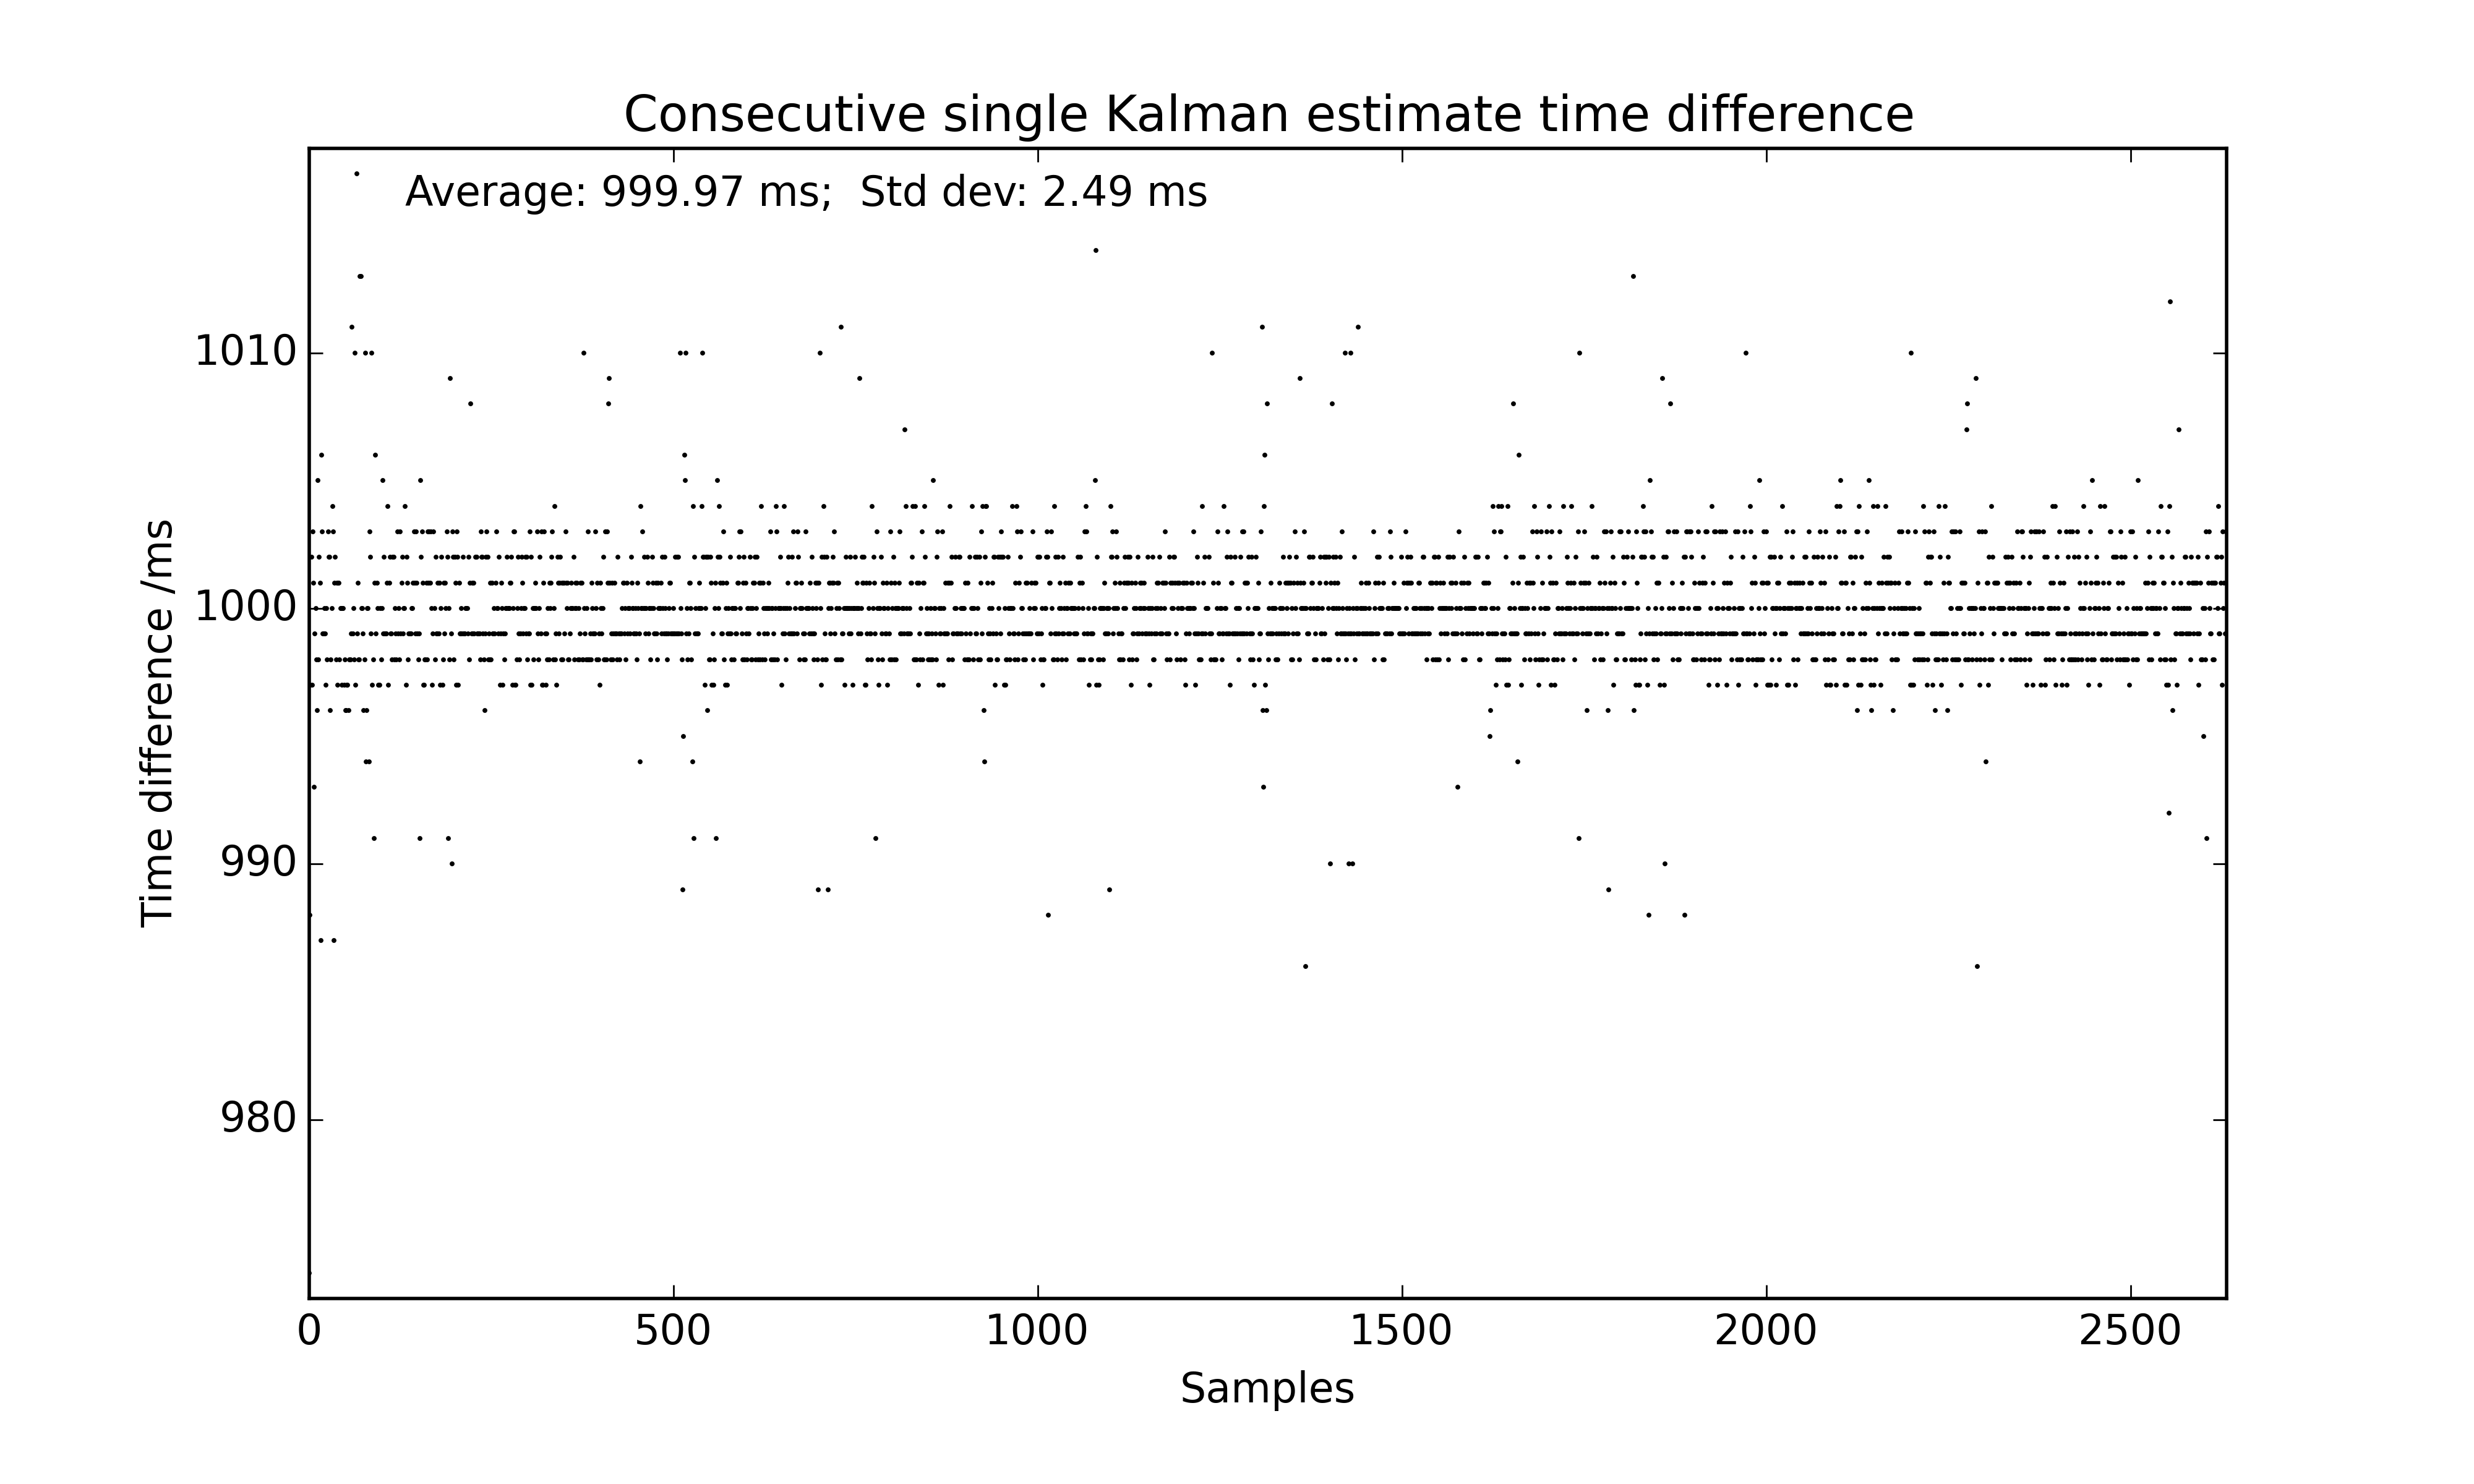 Consecutive single Kalman estimate time difference
Average: 999.97 ms;  Std dev: 2.49 ms
Time difference /ms
1010
1000
990
980
0 500 1000 1500 2000 2500
Samples